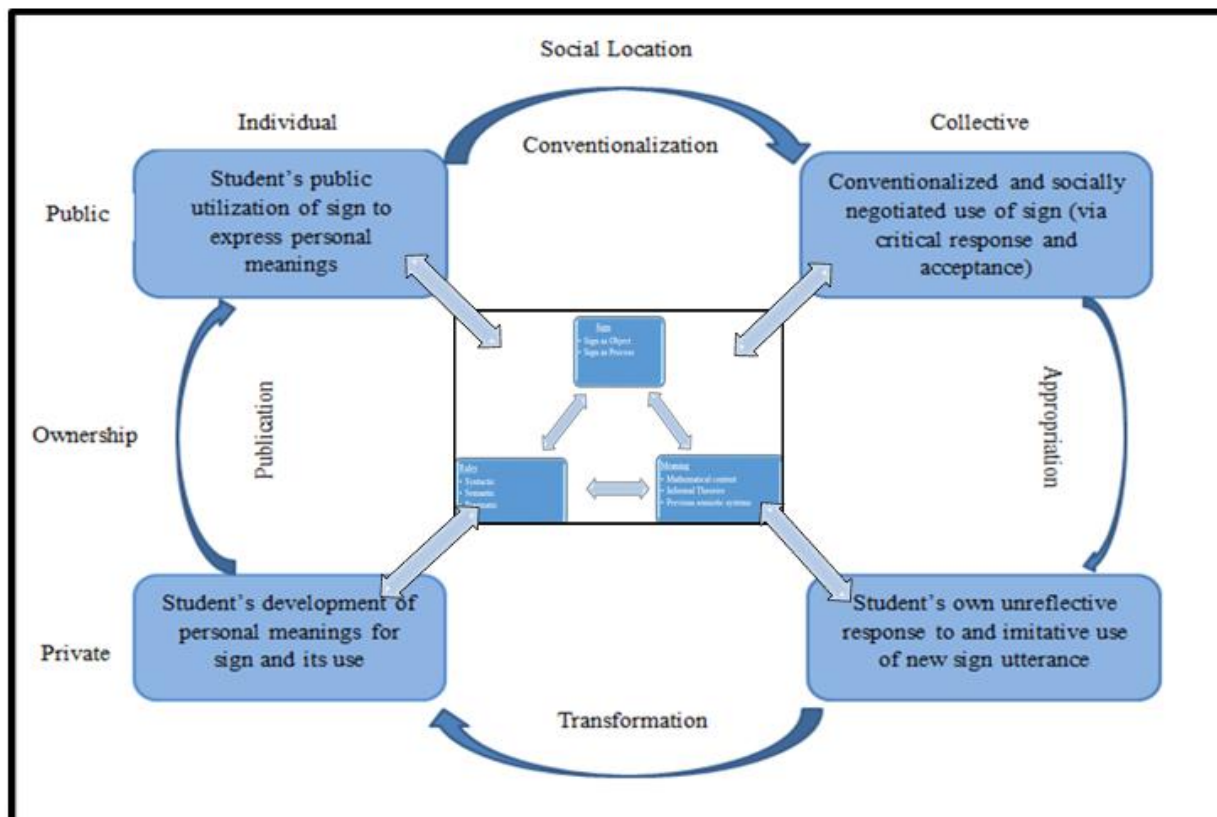 Social Location
Individual
Collective
Conventionalization
Public
Student's public
utilization of sign to
express personal
meanings
Conventionalized and socially
negotiated use of sign (via
critical response and
acceptance)
Ownership
Publication
Appropriation
• Sign as Object
• Sign as Process
Rules
• Syntactic
• Semantic
• Pragmatic
Meaning
• Mathematical context
• Informal Theories
• Previous semiotic systems
Private
Student's development of
personal meanings for
sign and its use
Student's own unreflective
response to and imitative use
of new sign utterance
Transformation